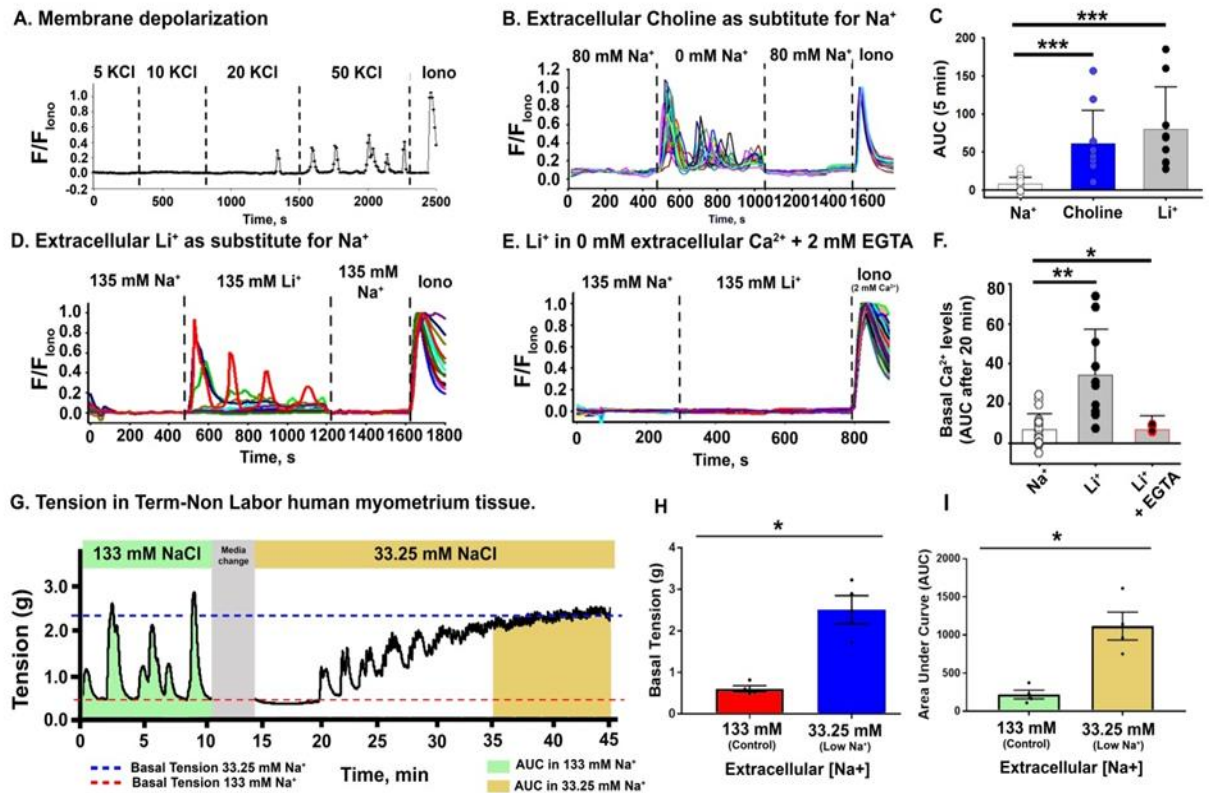 A. Membrane depolarization
5 KCl 10 KCl 20 KCl 50 KCl Iono
F/F Iono
1.0
0.8
0.6
0.4
0.2
0.0
-0.2
0 500 1000 1500 2000 2500
Time, s
B. Extracellular Choline as subtitute for Na⁺
80 mM Na⁺ 0 mM Na⁺ 80 mM Na⁺ Iono
F/F Iono
1.2
1.0
0.8
0.6
0.4
0.2
0.0
0 200 400 600 800 1000 1200 1400 1600
Time, s
C
***
***
AUC (5 min)
200
150
100
50
0
Na⁺ Choline Li⁺
D. Extracellular Li⁺ as substitute for Na⁺
135 mM Na⁺ 135 mM Li⁺ 135 mM Na⁺ Iono
F/F Iono
1.0
0.8
0.6
0.4
0.2
0.0
0 200 400 600 800 1000 1200 1400 1600 1800
Time, s
E. Li⁺ in 0 mM extracellular Ca²⁺ + 2 mM EGTA
135 mM Na⁺ 135 mM Li⁺ Iono
(2 mM Ca²⁺)
F/F Iono
1.0
0.8
0.6
0.4
0.2
0.0
0 200 400 600 800
Time, s
F.
*
**
Basal Ca²⁺ levels
(AUC after 20 min)
80
60
40
20
0
Na⁺ Li⁺ Li⁺ + EGTA
G. Tension in Term-Non Labor human myometrium tissue.
133 mM NaCl Media change 33.25 mM NaCl
Tension (g)
3.0
2.0
1.0
0.0
0 5 10 15 20 25 30 35 40 45
Time, min
Basal Tension 33.25 mM Na⁺
Basal Tension 133 mM Na⁺
AUC in 133 mM Na⁺
AUC in 33.25 mM Na⁺
H
*
Basal Tension (g)
4
3
2
1
0
133 mM 33.25 mM
(Control) (Low Na⁺)
Extracellular [Na+]
I
*
Area Under Curve (AUC)
2000
1500
1000
500
0
133 mM 33.25 mM
(Control) (Low Na⁺)
Extracellular [Na+]